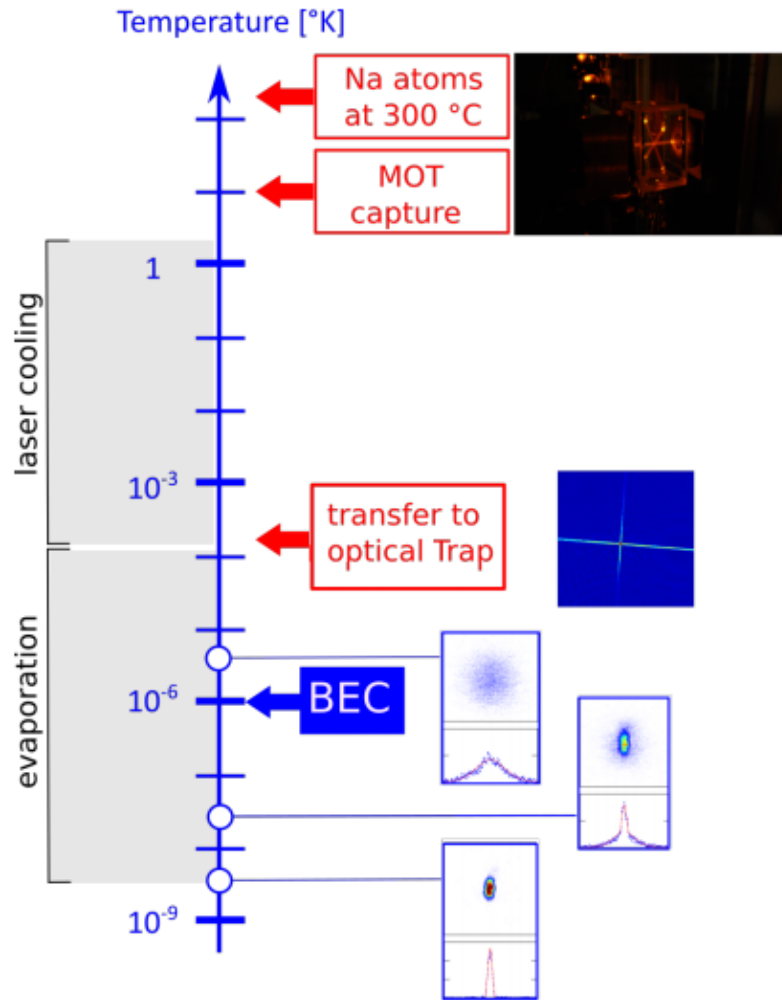 Temperature [°K]
Na atoms
at 300 °C
MOT
capture
1
laser cooling
10⁻³
transfer to
optical Trap
evaporation
10⁻⁶
BEC
10⁻⁹